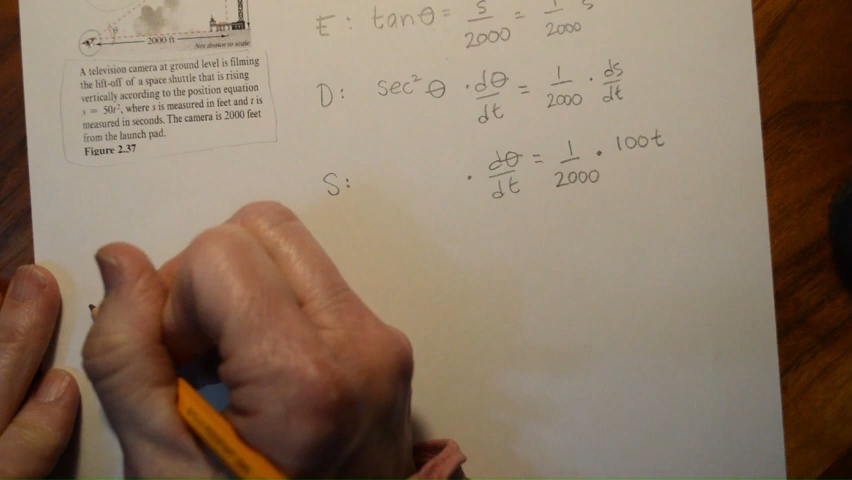 2000 ft
Not drawn to scale
A television camera at ground level is filming
the lift-off of a space shuttle that is rising
vertically according to the position equation
s = 50t², where s is measured in feet and t is
measured in seconds. The camera is 2000 feet
from the launch pad.
Figure 2.37
E: tanθ = s/2000 = 1/2000 s
D: sec²θ · dθ/dt = 1/2000 · ds/dt
S: · dθ/dt = 1/2000 · 100t